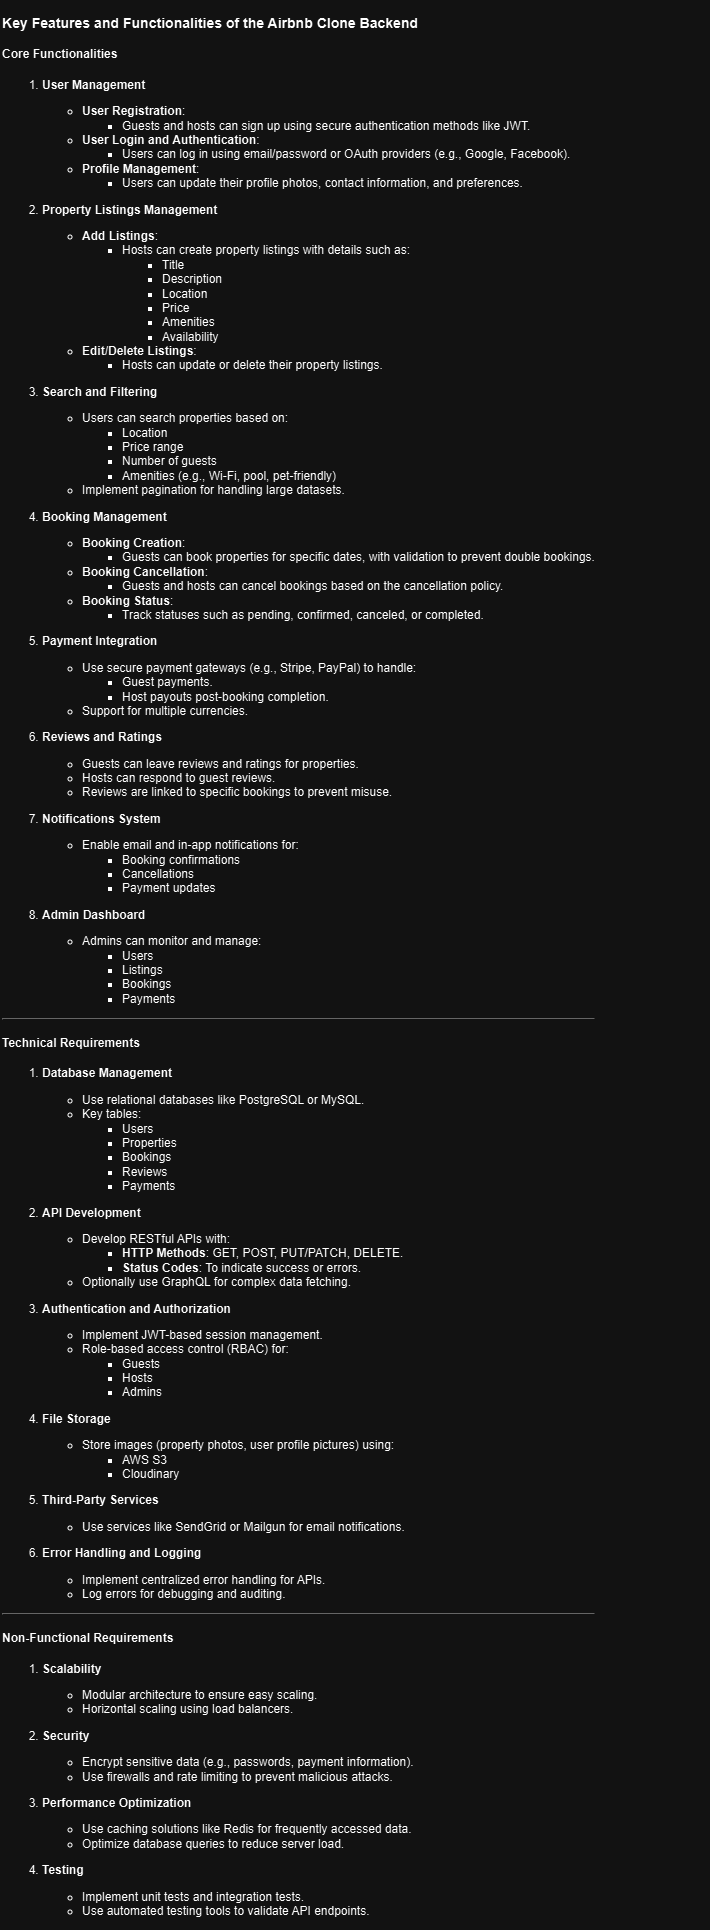 Key Features and Functionalities of the Airbnb Clone Backend
Core Functionalities
1. User Management
User Registration:
Guests and hosts can sign up using secure authentication methods like JWT.
User Login and Authentication:
Users can log in using email/password or OAuth providers (e.g., Google, Facebook).
Profile Management:
Users can update their profile photos, contact information, and preferences.
2. Property Listings Management
Add Listings:
Hosts can create property listings with details such as:
Title
Description
Location
Price
Amenities
Availability
Edit/Delete Listings:
Hosts can update or delete their property listings.
3. Search and Filtering
Users can search properties based on:
Location
Price range
Number of guests
Amenities (e.g., Wi-Fi, pool, pet-friendly)
Implement pagination for handling large datasets.
4. Booking Management
Booking Creation:
Guests can book properties for specific dates, with validation to prevent double bookings.
Booking Cancellation:
Guests and hosts can cancel bookings based on the cancellation policy.
Booking Status:
Track statuses such as pending, confirmed, canceled, or completed.
5. Payment Integration
Use secure payment gateways (e.g., Stripe, PayPal) to handle:
Guest payments.
Host payouts post-booking completion.
Support for multiple currencies.
6. Reviews and Ratings
Guests can leave reviews and ratings for properties.
Hosts can respond to guest reviews.
Reviews are linked to specific bookings to prevent misuse.
7. Notifications System
Enable email and in-app notifications for:
Booking confirmations
Cancellations
Payment updates
8. Admin Dashboard
Admins can monitor and manage:
Users
Listings
Bookings
Payments
Technical Requirements
1. Database Management
Use relational databases like PostgreSQL or MySQL.
Key tables:
Users
Properties
Bookings
Reviews
Payments
2. API Development
Develop RESTful APIs with:
HTTP Methods: GET, POST, PUT/PATCH, DELETE.
Status Codes: To indicate success or errors.
Optionally use GraphQL for complex data fetching.
3. Authentication and Authorization
Implement JWT-based session management.
Role-based access control (RBAC) for:
Guests
Hosts
Admins
4. File Storage
Store images (property photos, user profile pictures) using:
AWS S3
Cloudinary
5. Third-Party Services
Use services like SendGrid or Mailgun for email notifications.
6. Error Handling and Logging
Implement centralized error handling for APIs.
Log errors for debugging and auditing.
Non-Functional Requirements
1. Scalability
Modular architecture to ensure easy scaling.
Horizontal scaling using load balancers.
2. Security
Encrypt sensitive data (e.g., passwords, payment information).
Use firewalls and rate limiting to prevent malicious attacks.
3. Performance Optimization
Use caching solutions like Redis for frequently accessed data.
Optimize database queries to reduce server load.
4. Testing
Implement unit tests and integration tests.
Use automated testing tools to validate API endpoints.